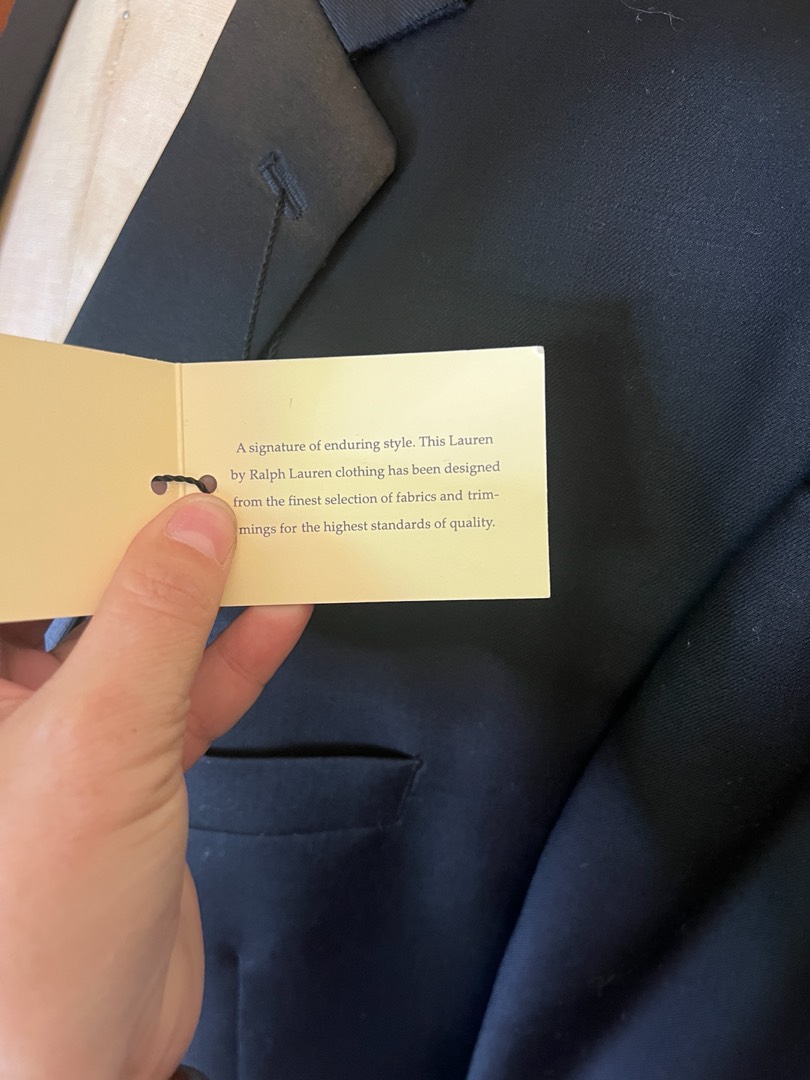 A signature of enduring style. This Lauren
by Ralph Lauren clothing has been designed
from the finest selection of fabrics and trim-
mings for the highest standards of quality.